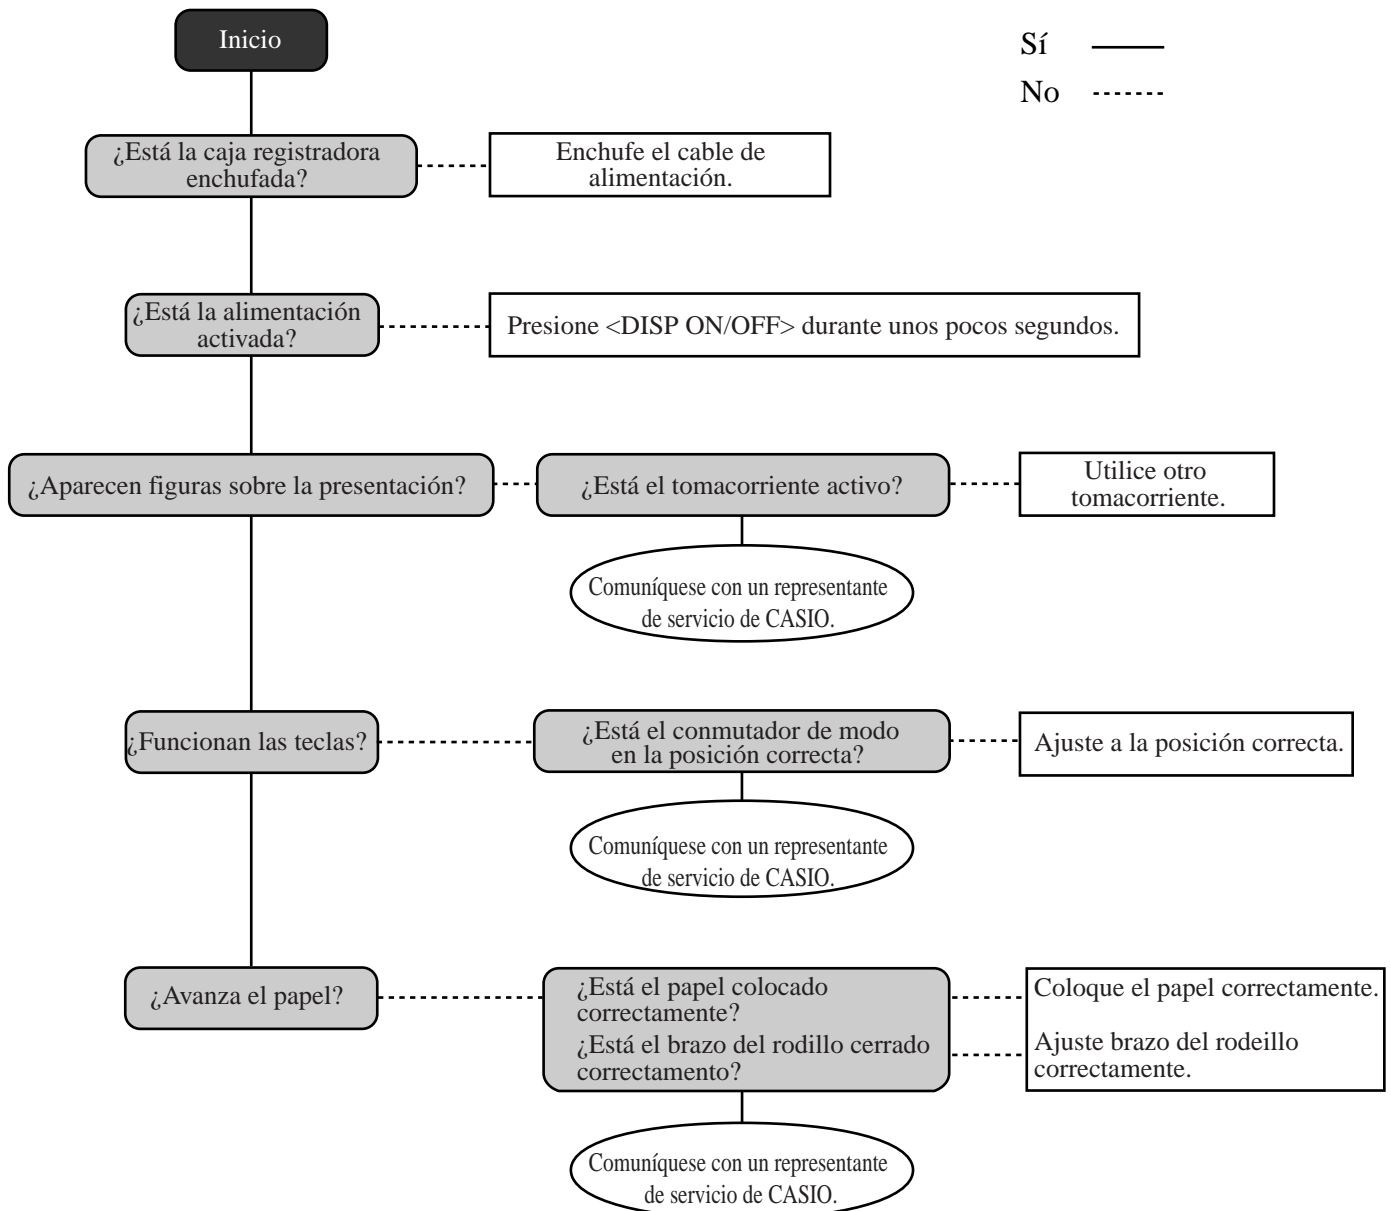 Inicio
Sí
No
¿Está la caja registradora
enchufada?
Enchufe el cable de
alimentación.
¿Está la alimentación
activada?
Presione <DISP ON/OFF> durante unos pocos segundos.
¿Aparecen figuras sobre la presentación?
¿Está el tomacorriente activo?
Utilice otro
tomacorriente.
Comuníquese con un representante
de servicio de CASIO.
¿Funcionan las teclas?
¿Está el conmutador de modo
en la posición correcta?
Ajuste a la posición correcta.
Comuníquese con un representante
de servicio de CASIO.
¿Avanza el papel?
¿Está el papel colocado
correctamente?
¿Está el brazo del rodillo cerrado
correctamento?
Coloque el papel correctamente.
Ajuste brazo del rodeillo
correctamente.
Comuníquese con un representante
de servicio de CASIO.